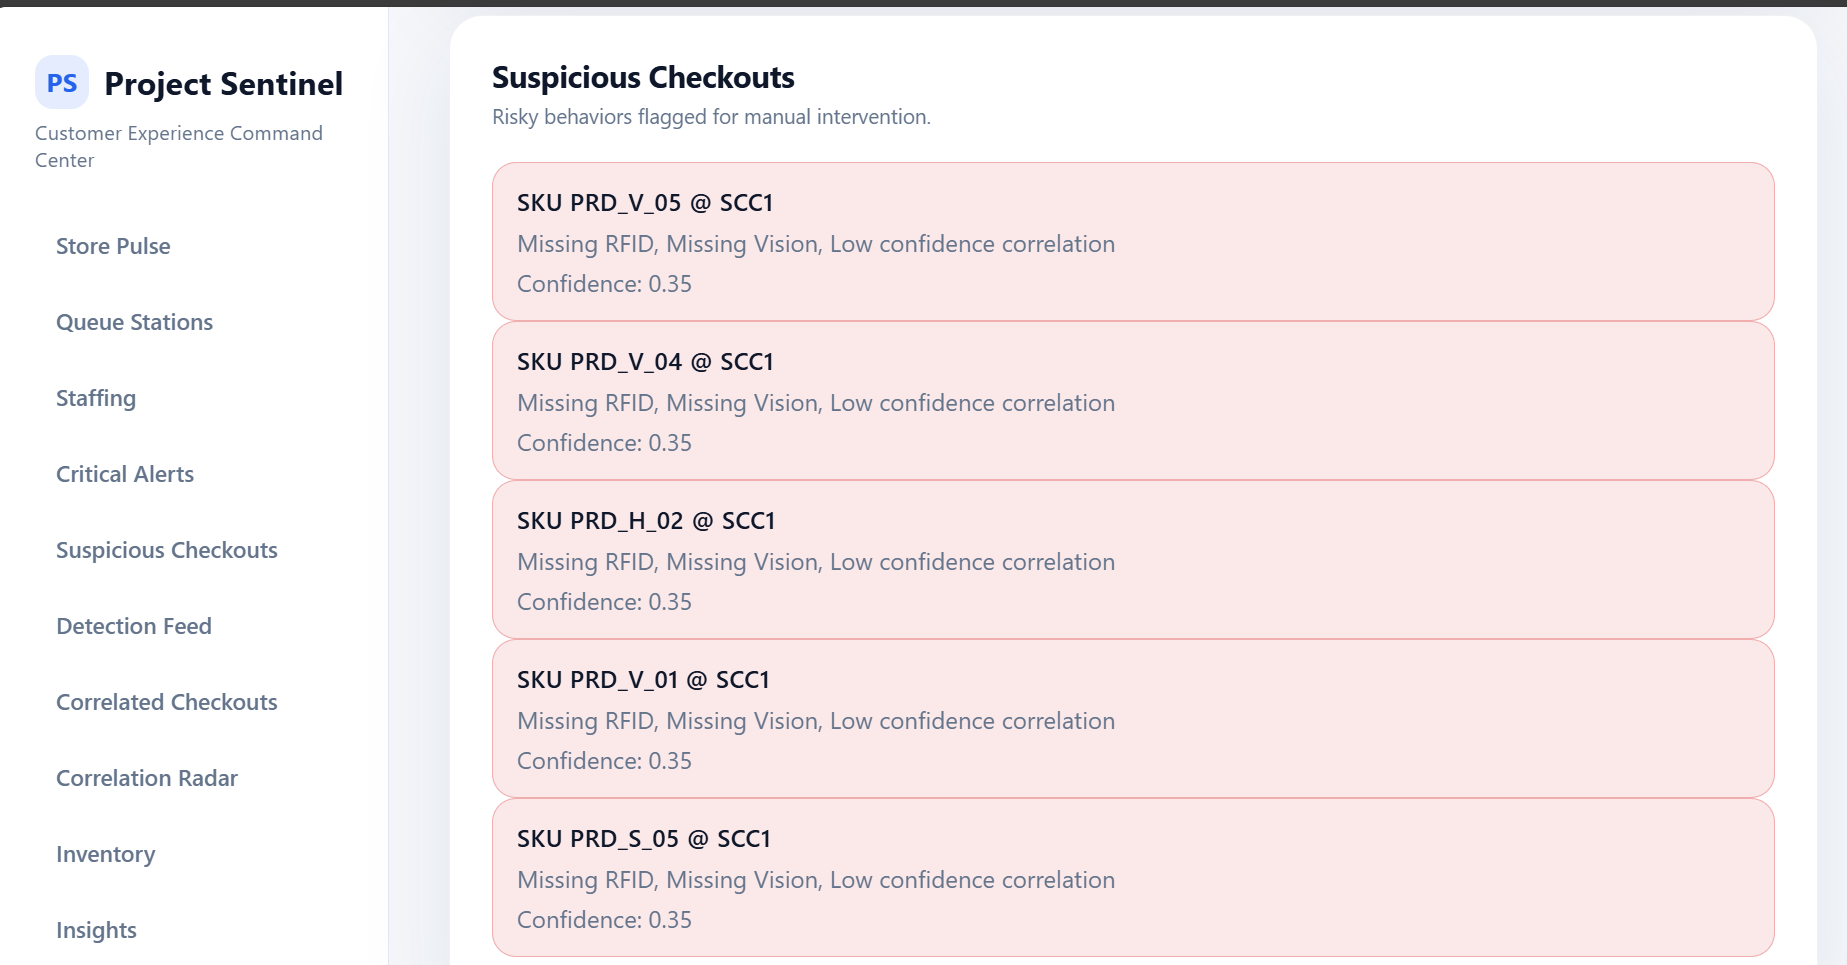 PS
Project Sentinel
Customer Experience Command
Center
Store Pulse
Queue Stations
Staffing
Critical Alerts
Suspicious Checkouts
Detection Feed
Correlated Checkouts
Correlation Radar
Inventory
Insights
Suspicious Checkouts
Risky behaviors flagged for manual intervention.
SKU PRD_V_05 @ SCC1
Missing RFID, Missing Vision, Low confidence correlation
Confidence: 0.35
SKU PRD_V_04 @ SCC1
Missing RFID, Missing Vision, Low confidence correlation
Confidence: 0.35
SKU PRD_H_02 @ SCC1
Missing RFID, Missing Vision, Low confidence correlation
Confidence: 0.35
SKU PRD_V_01 @ SCC1
Missing RFID, Missing Vision, Low confidence correlation
Confidence: 0.35
SKU PRD_S_05 @ SCC1
Missing RFID, Missing Vision, Low confidence correlation
Confidence: 0.35